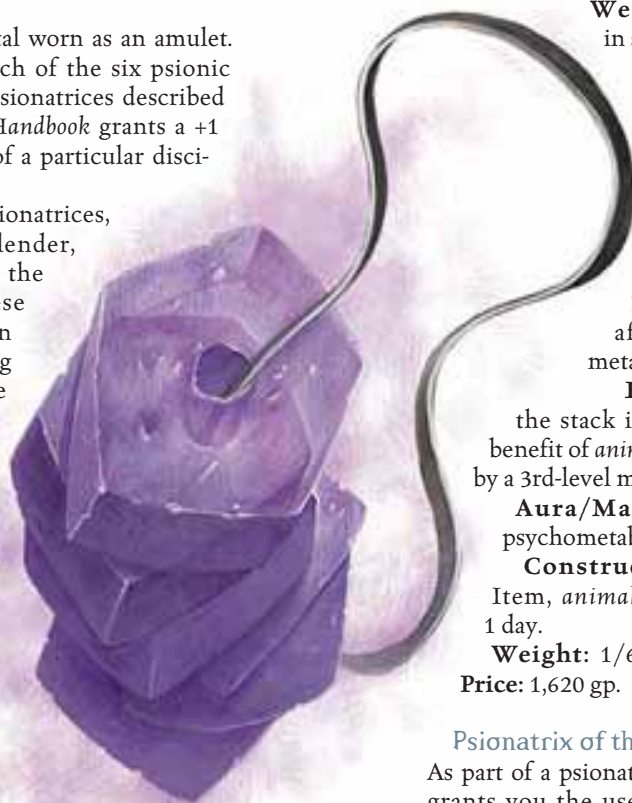 tal worn as an amulet.
ch of the six psionic
sionatrices described
Handbook grants a +1
of a particular disci-
ionatrices,
lender,
the
se
n
g
e
We
in
af
meta
the stack i
benefit of anim
by a 3rd-level m
Aura/Ma
psychometab
Construc
Item, animal
1 day.
Weight: 1/6
Price: 1,620 gp.
Psionatrix of th
As part of a psionat
grants you the use